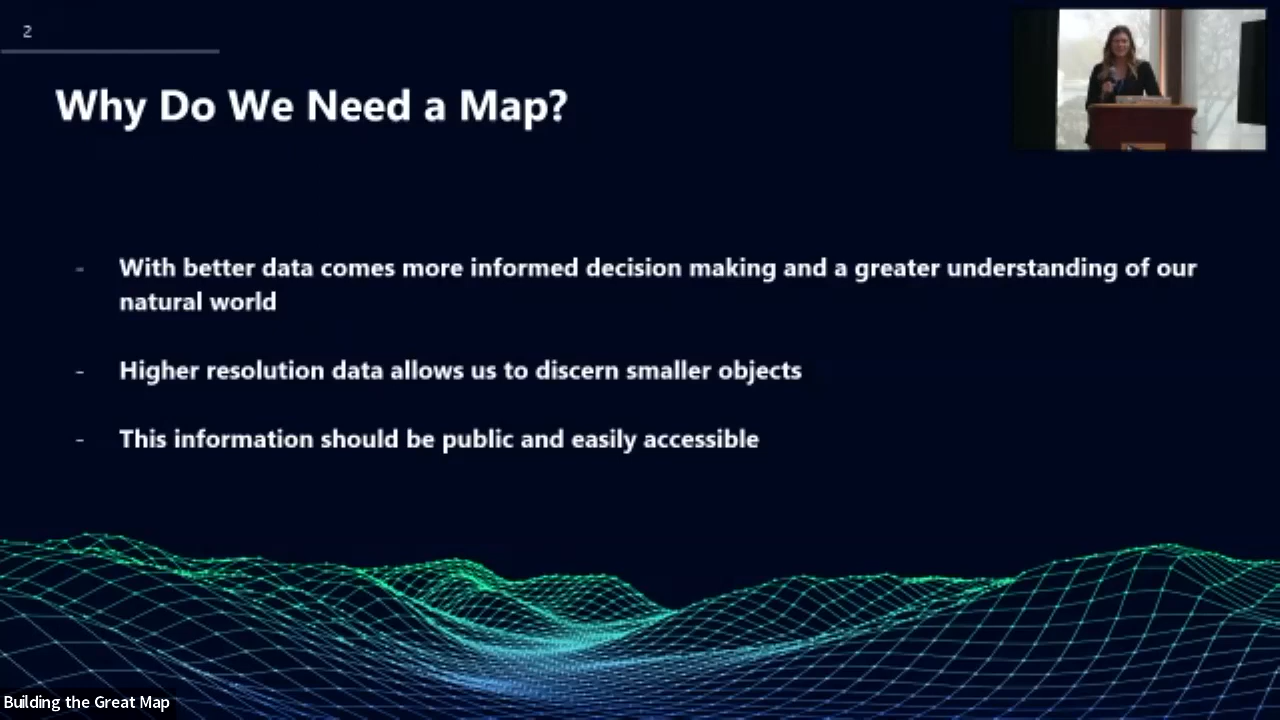 2
Why Do We Need a Map?
- With better data comes more informed decision making and a greater understanding of our
natural world
- Higher resolution data allows us to discern smaller objects
- This information should be public and easily accessible
Building the Great Map